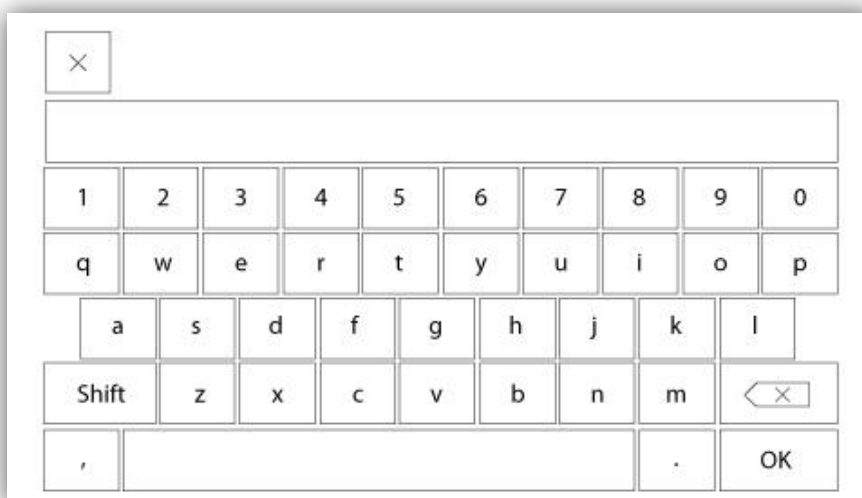 1 2 3 4 5 6 7 8 9 0
q w e r t y u i o p
a s d f g h j k l
Shift z x c v b n m
, . OK